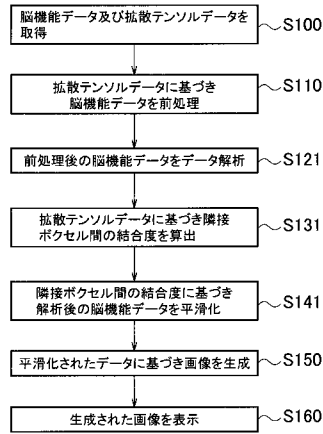 脳機能データ及び拡散テンソルデータを
取得
S100
拡散テンソルデータに基づき
脳機能データを前処理
S110
前処理後の脳機能データをデータ解析
S121
拡散テンソルデータに基づき隣接
ボクセル間の結合度を算出
S131
隣接ボクセル間の結合度に基づき
解析後の脳機能データを平滑化
S141
平滑化されたデータに基づき画像を生成
S150
生成された画像を表示
S160